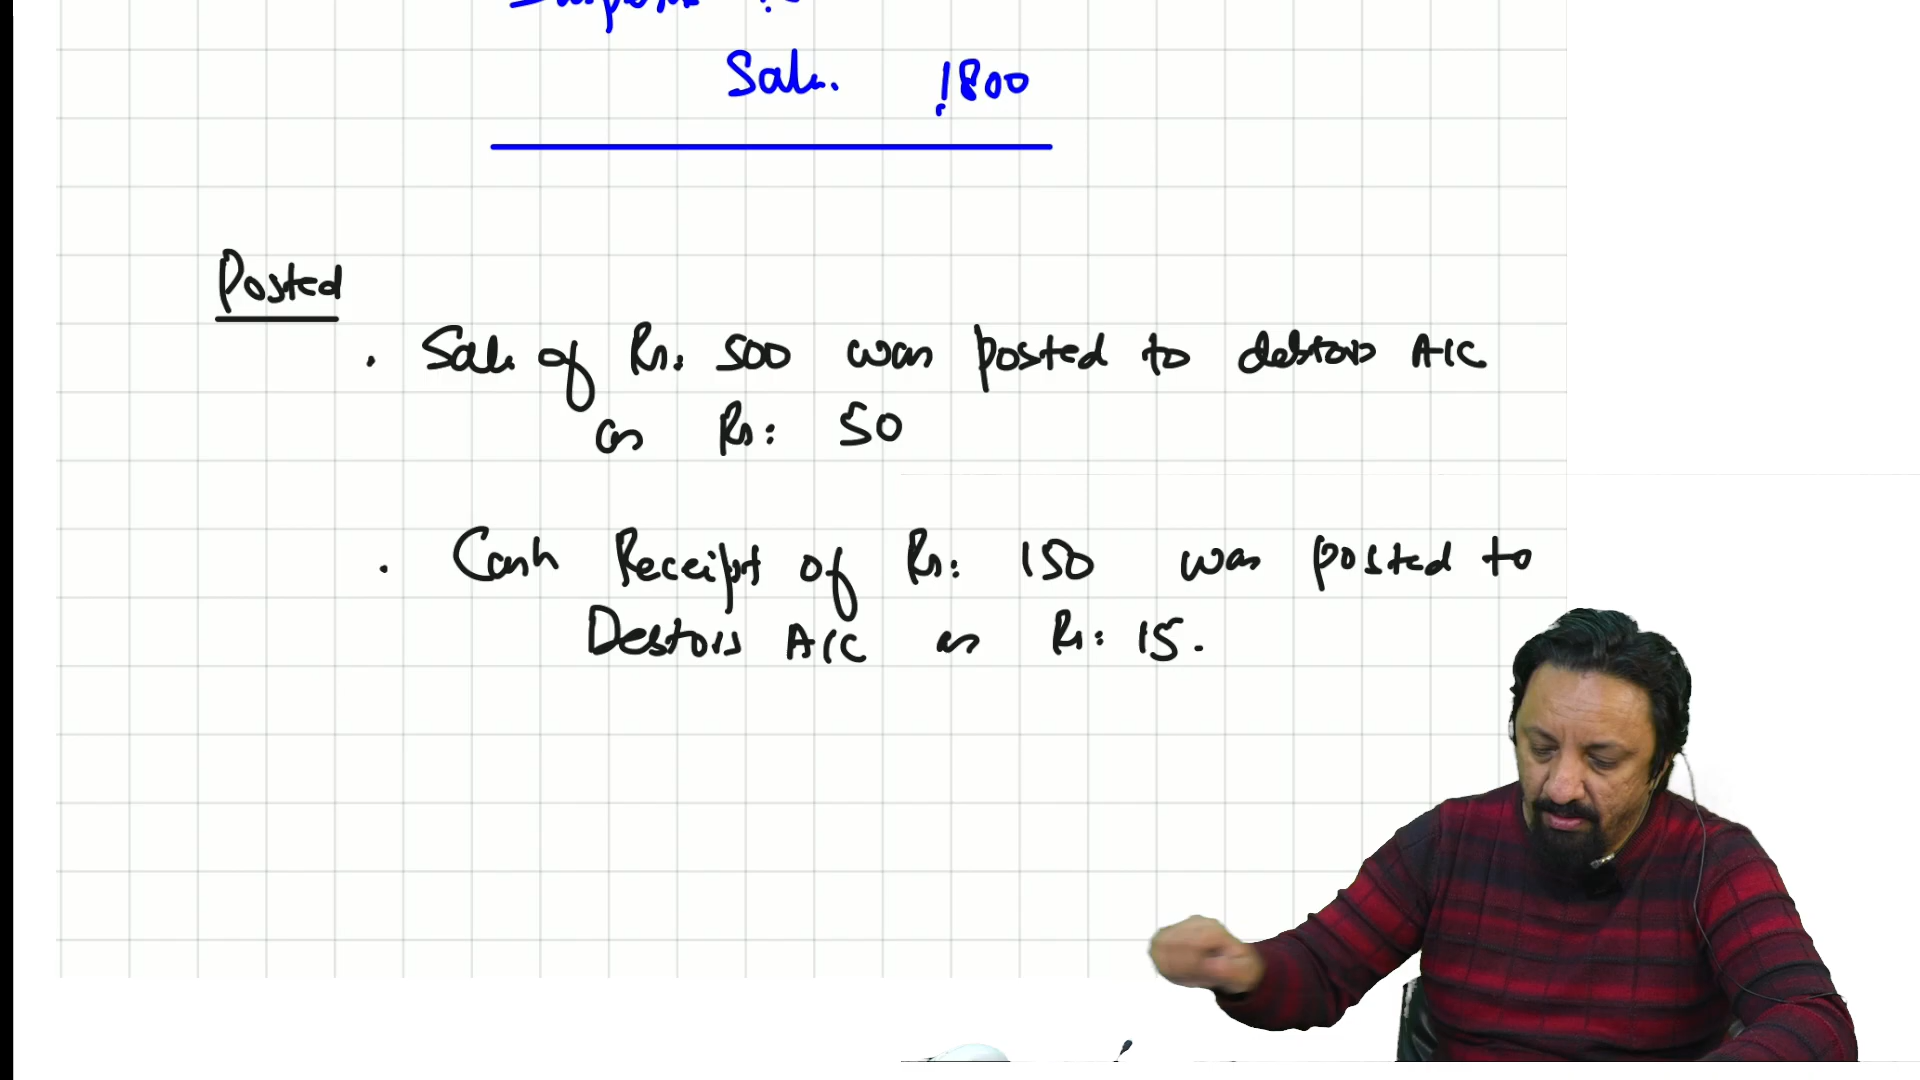 Sale. 1800
Posted
. Sale of Rs: 500 was posted to debtors A/C
as Rs: 50
. Cash Receipt of Rs: 150 was posted to
Debtors A/C as Rs: 15.